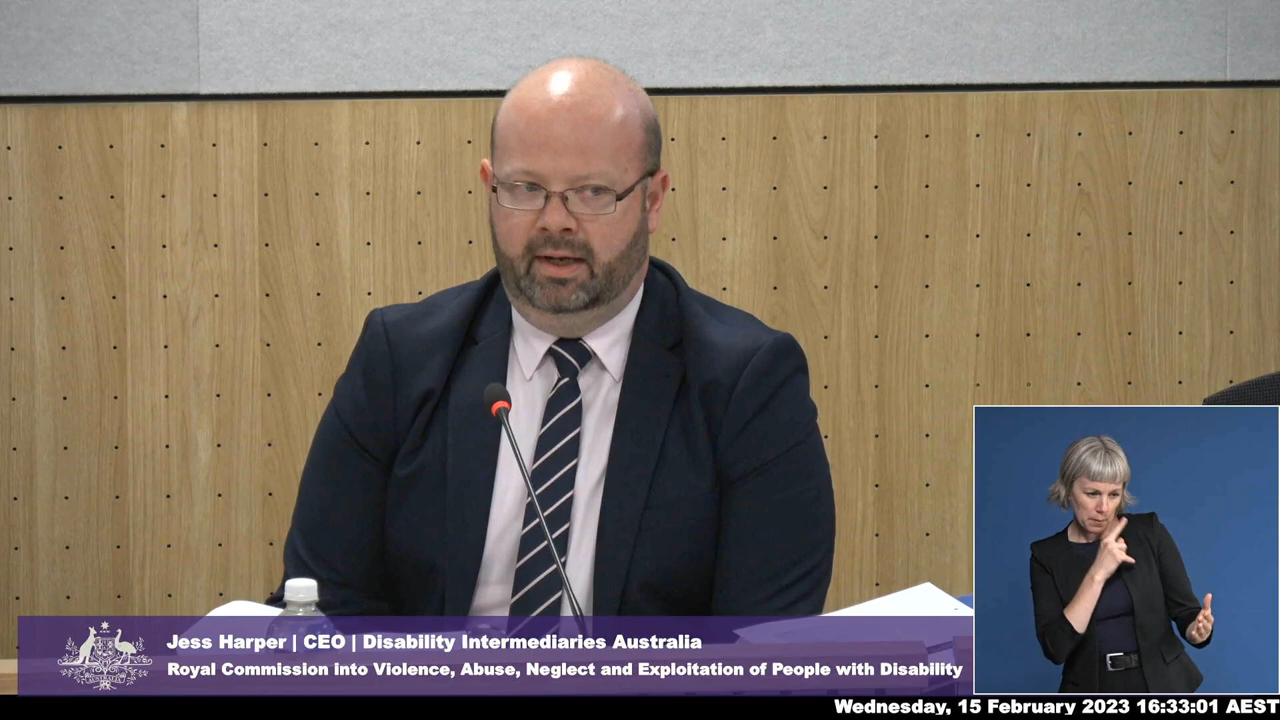 Jess Harper | CEO | Disability Intermediaries Australia
Royal Commission into Violence, Abuse, Neglect and Exploitation of People with Disability
AUSTRALIA
Wednesday, 15 February 2023 16:33:01 AEST